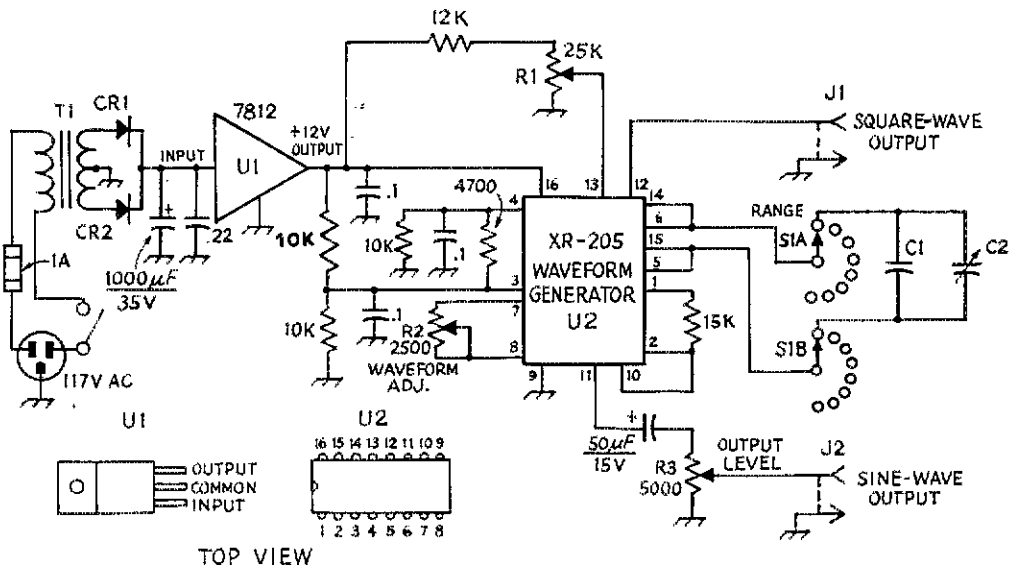 12K
25K
R1
T1
CR1
7812
INPUT
U1
+12V
OUTPUT
CR2
+
1000µF
35V
.22
1A
117V AC
.1
10K
10K
.1
4700
10K
.1
R2
2500
WAVEFORM
ADJ.
16
13
12
4
3
7
8
9
11
10
14
6
15
5
1
2
XR-205
WAVEFORM
GENERATOR
U2
15K
J1
SQUARE-WAVE
OUTPUT
RANGE
S1A
C1
C2
S1B
+
50µF
15V
R3
5000
OUTPUT
LEVEL
J2
SINE-WAVE
OUTPUT
U1
OUTPUT
COMMON
INPUT
U2
16 15 14 13 12 11 10 9
1 2 3 4 5 6 7 8
TOP VIEW